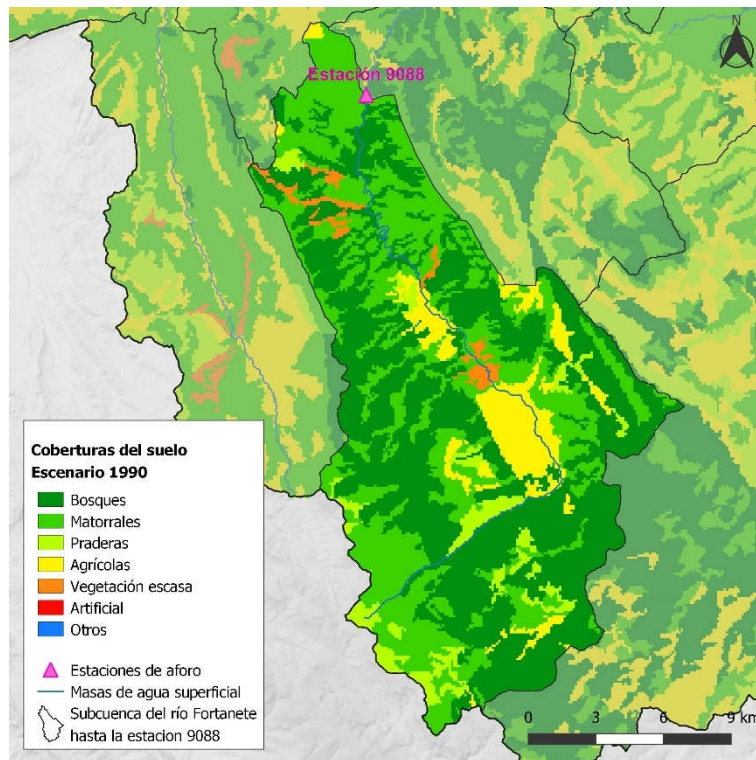 Estación 9088
N
Coberturas del suelo
Escenario 1990
Bosques
Matorrales
Praderas
Agrícolas
Vegetación escasa
Artificial
Otros
Estaciones de aforo
Masas de agua superficial
Subcuenca del río Fortanete
hasta la estacion 9088
0 3 6 9 km